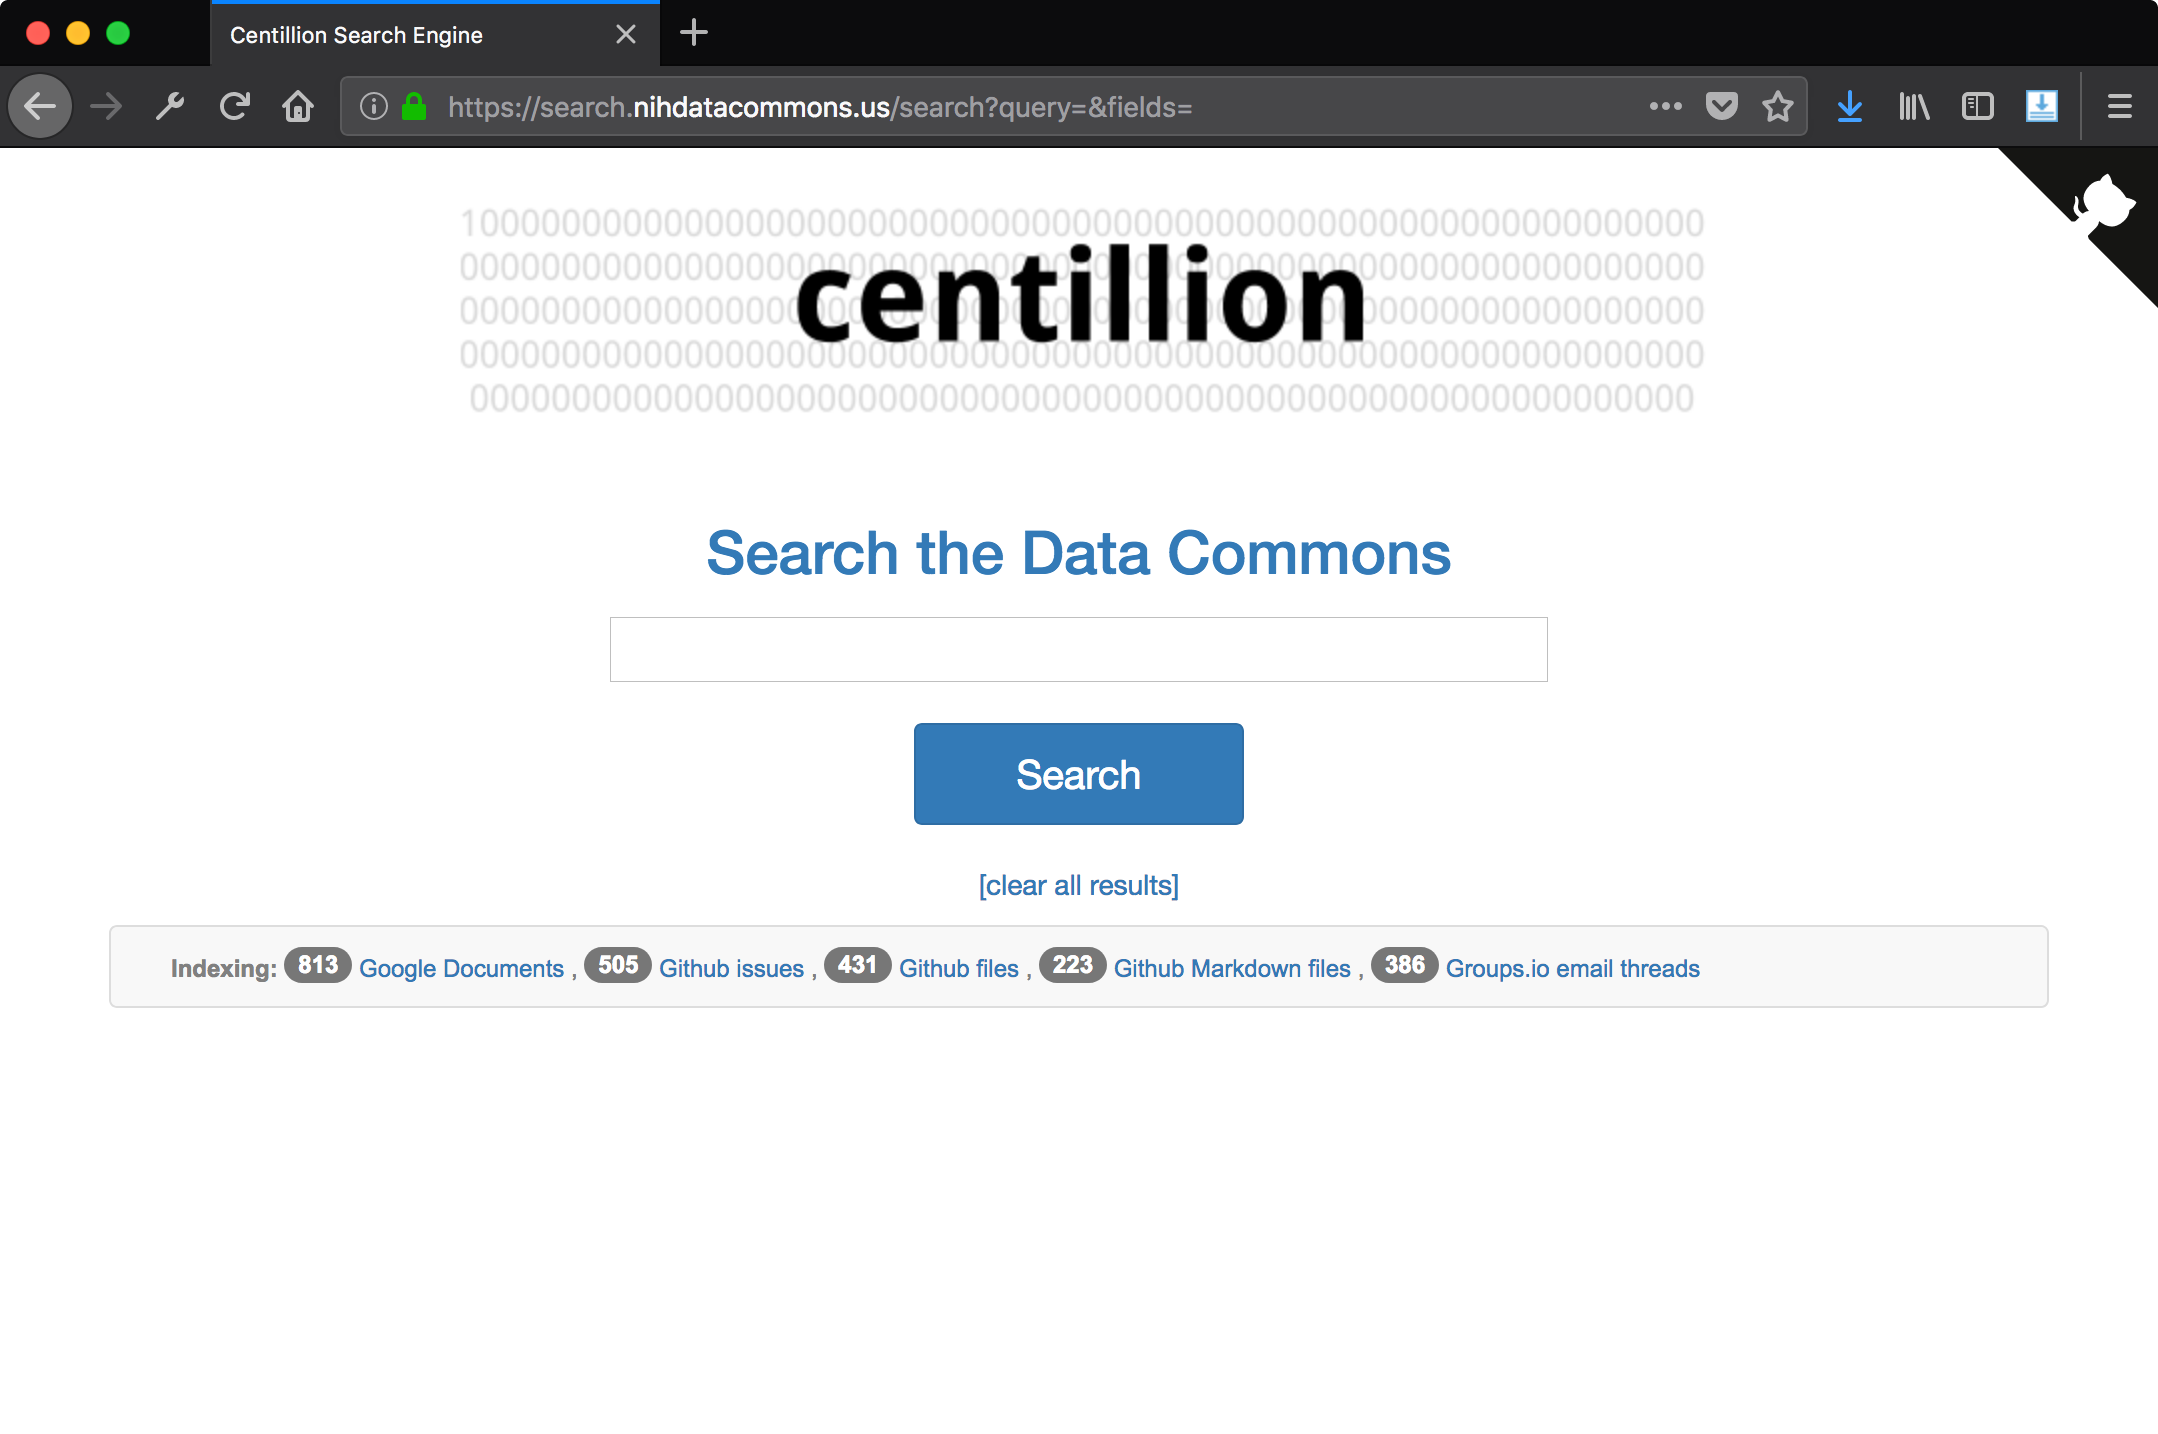 Centillion Search Engine
https://search.nihdatacommons.us/search?query=&fields=
centillion
Search the Data Commons
Search
[clear all results]
Indexing: 813 Google Documents , 505 Github issues , 431 Github files , 223 Github Markdown files , 386 Groups.io email threads